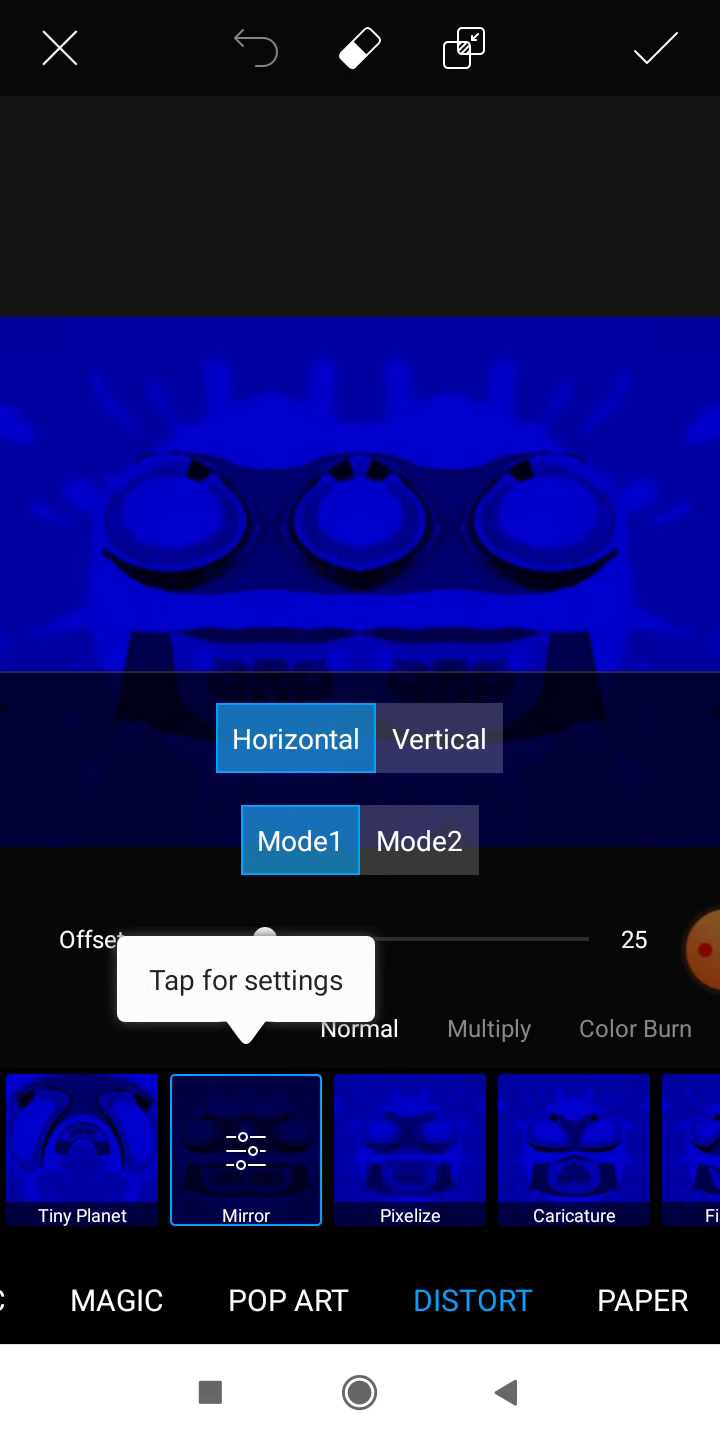 Horizontal Vertical
Mode1 Mode2
Offset 25
Tap for settings
Normal Multiply Color Burn
Tiny Planet Mirror Pixelize Caricature
MAGIC POP ART DISTORT PAPER